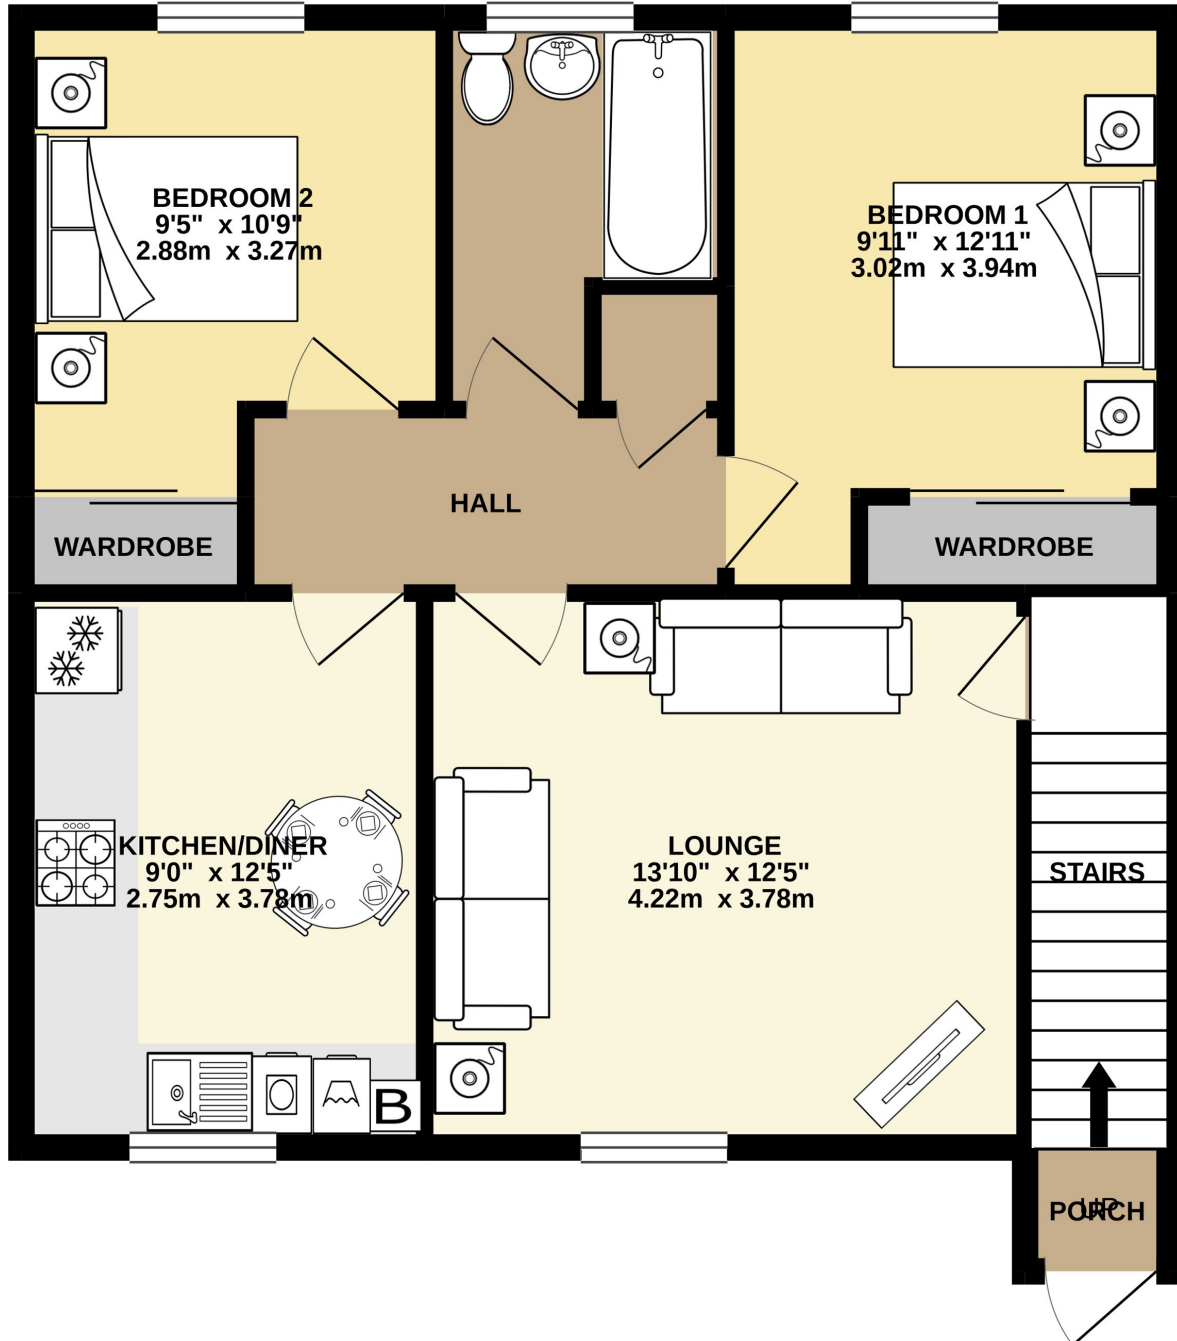 BEDROOM 2
9'5"  x 10'9"
2.88m  x 3.27m
BEDROOM 1
9'11"  x 12'11"
3.02m  x 3.94m
HALL
WARDROBE
WARDROBE
KITCHEN/DINER
9'0"  x 12'5"
2.75m  x 3.78m
LOUNGE
13'10"  x 12'5"
4.22m  x 3.78m
STAIRS
B
UP
PORCH